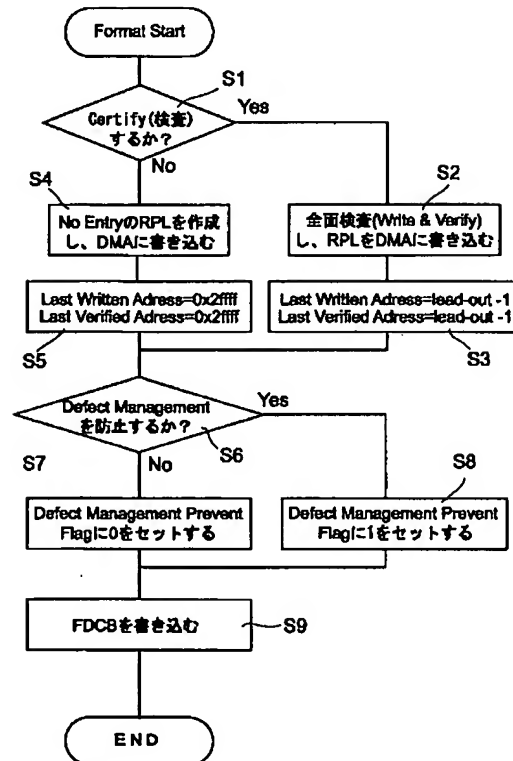 Format Start
S1
Certify(検査)
するか?
Yes
No
S4
S2
No EntryのRPLを作成
し、DMAに書き込む
全面検査(Write & Verify)
し、RPLをDMAに書き込む
Last Written Adress=0x2ffff
Last Verified Adress=0x2ffff
Last Written Adress=lead-out -1
Last Verified Adress=lead-out -1
S5
S3
Defect Management
を防止するか?
Yes
S6
S7
No
S8
Defect Management Prevent
Flagに0をセットする
Defect Management Prevent
Flagに1をセットする
FDCBを書き込む
S9
END